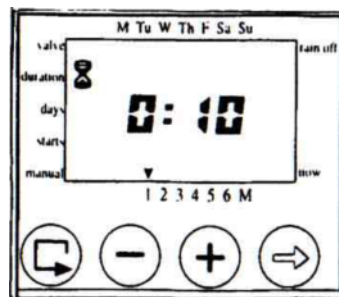 M Tu W Th F Sa Su
valve
rain off
duration
0:10
days
start
manual
now
1 2 3 4 5 6 M